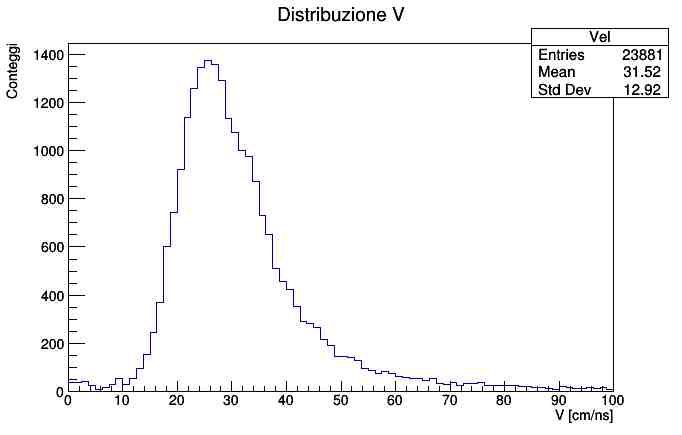 Distribuzione V
Vel
Entries 23881
Mean 31.52
Std Dev 12.92
Conteggi
1400
1200
1000
800
600
400
200
0
0 10 20 30 40 50 60 70 80 90 100
V [cm/ns]